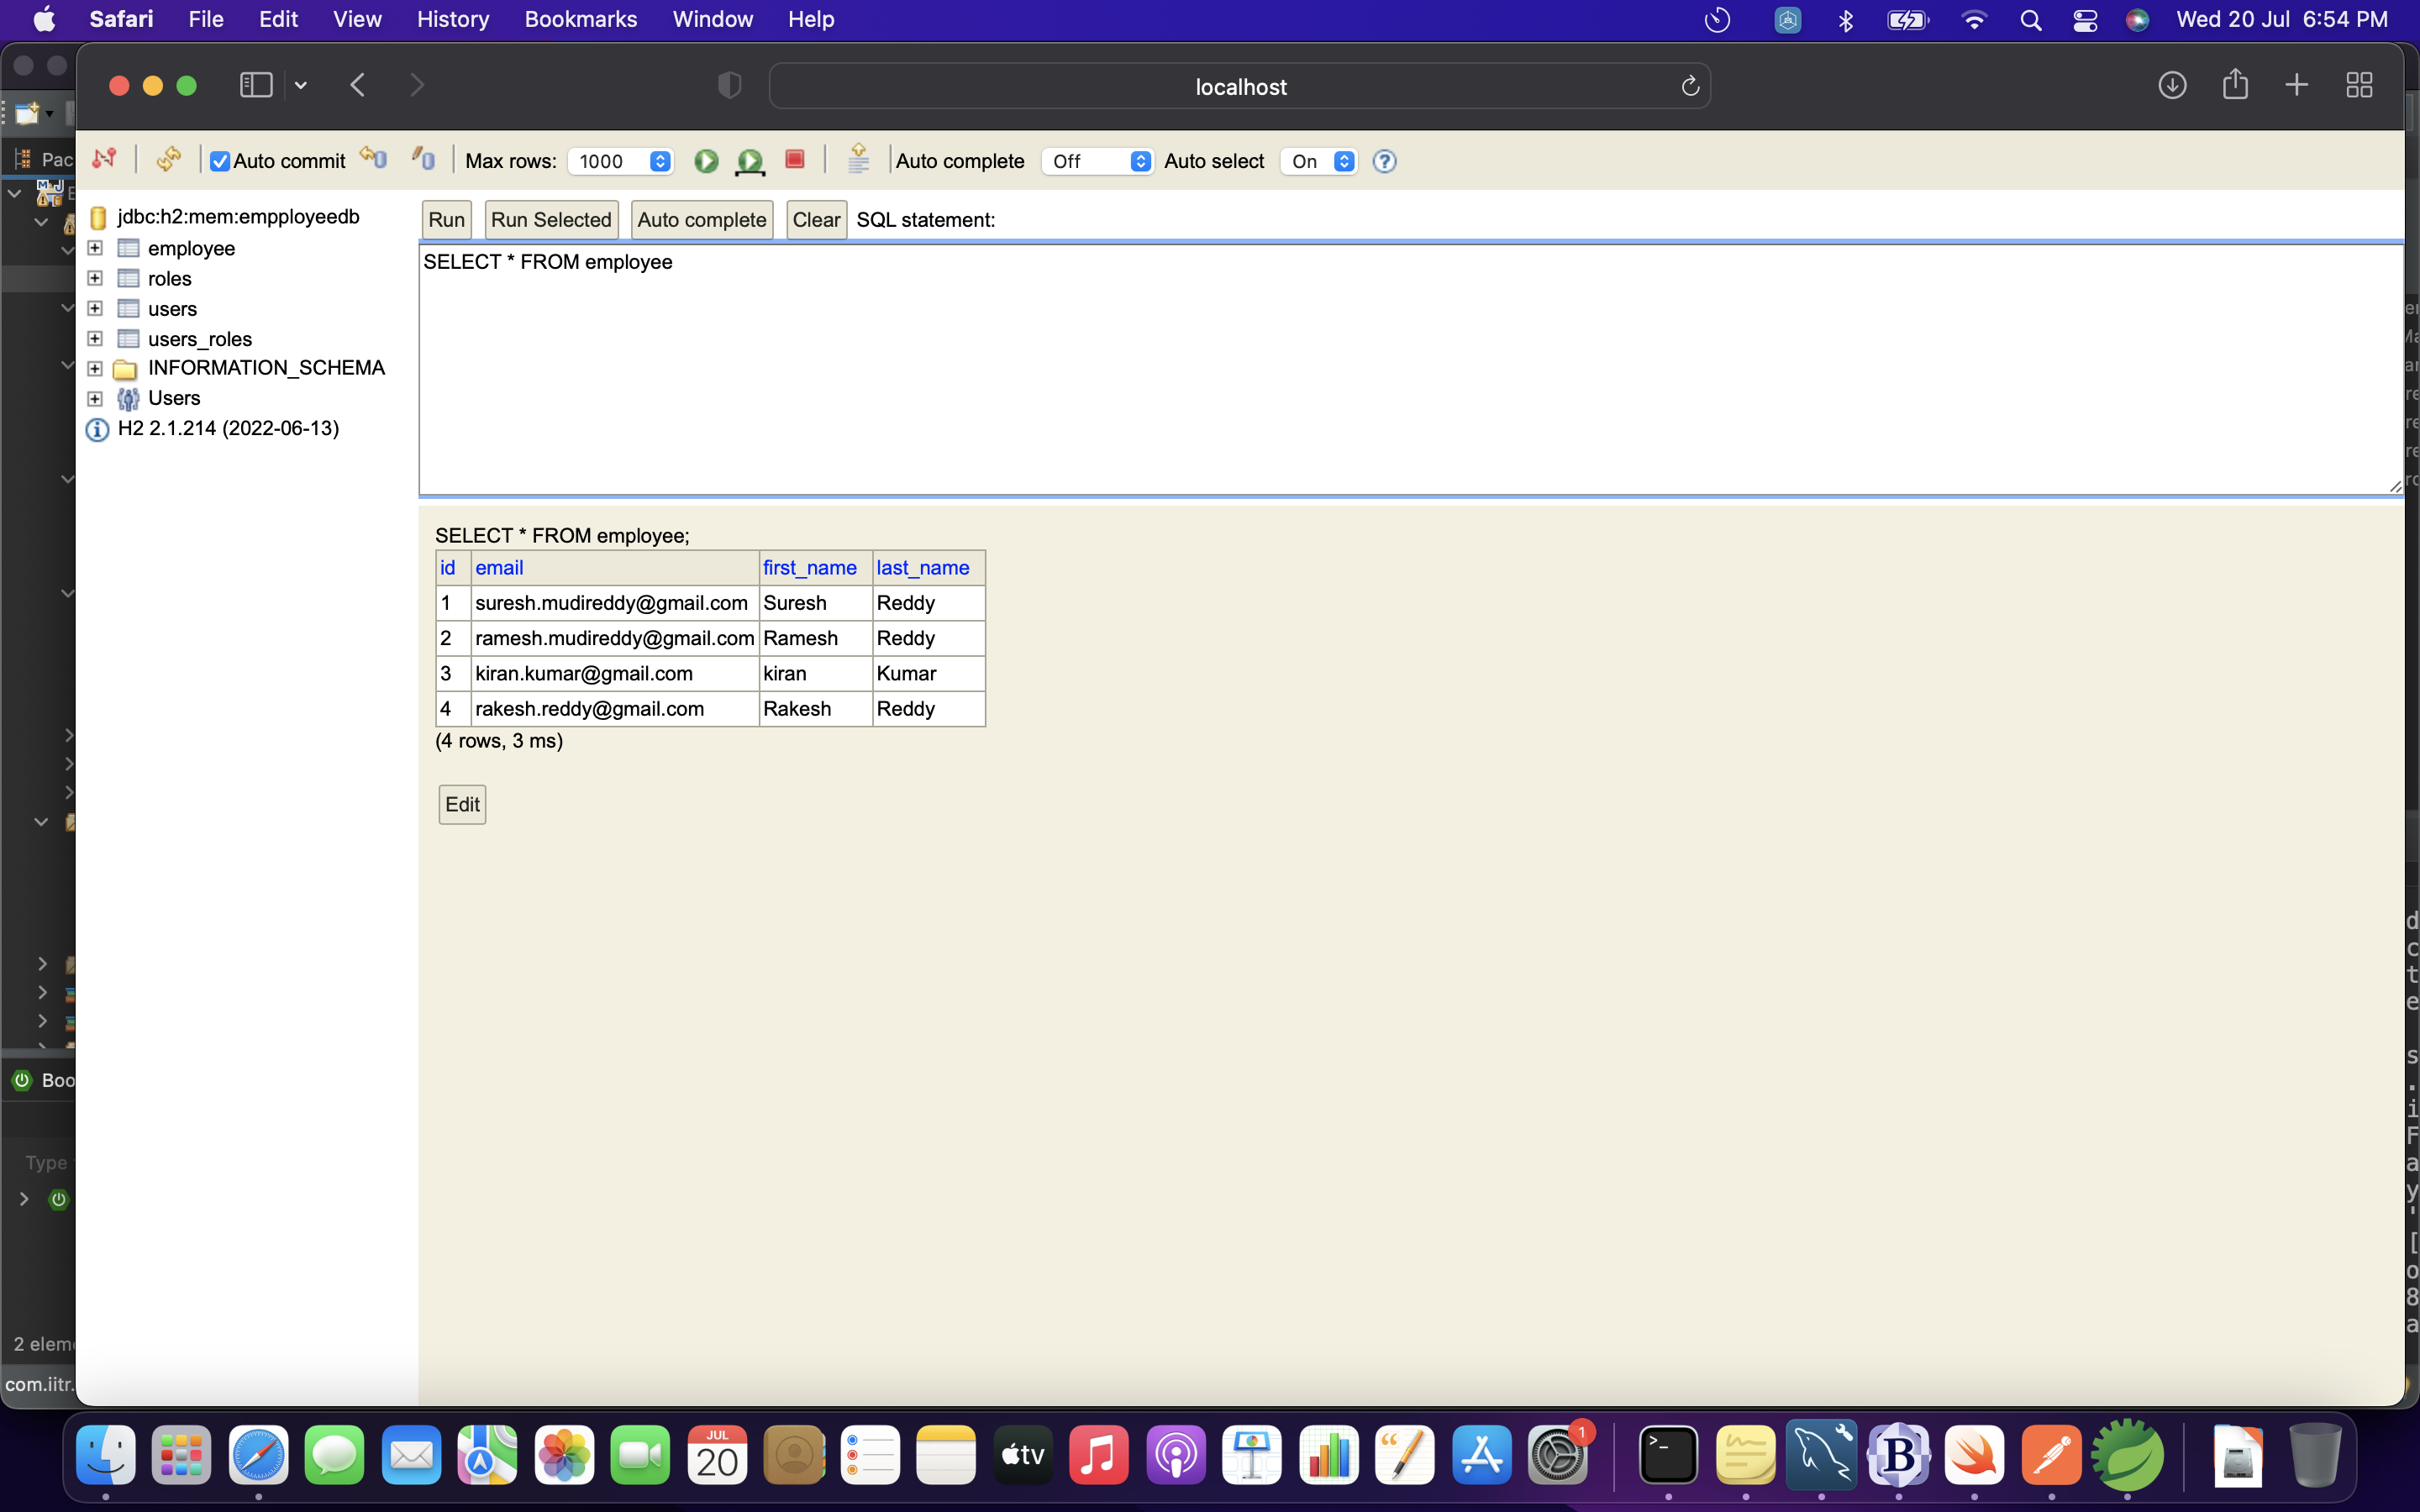 Safari File Edit View History Bookmarks Window Help Wed 20 Jul 6:54 PM
localhost
Pac
Auto commit Max rows: 1000 Auto complete Off Auto select On
jdbc:h2:mem:empployeedb
employee
roles
users
users_roles
INFORMATION_SCHEMA
Users
H2 2.1.214 (2022-06-13)
Run Run Selected Auto complete Clear SQL statement:
SELECT * FROM employee
SELECT * FROM employee;
id email first_name last_name
1 suresh.mudireddy@gmail.com Suresh Reddy
2 ramesh.mudireddy@gmail.com Ramesh Reddy
3 kiran.kumar@gmail.com kiran Kumar
4 rakesh.reddy@gmail.com Rakesh Reddy
(4 rows, 3 ms)
Edit
Boo
Type
2 elem
com.iitr.
JUL
20
tv
1
B